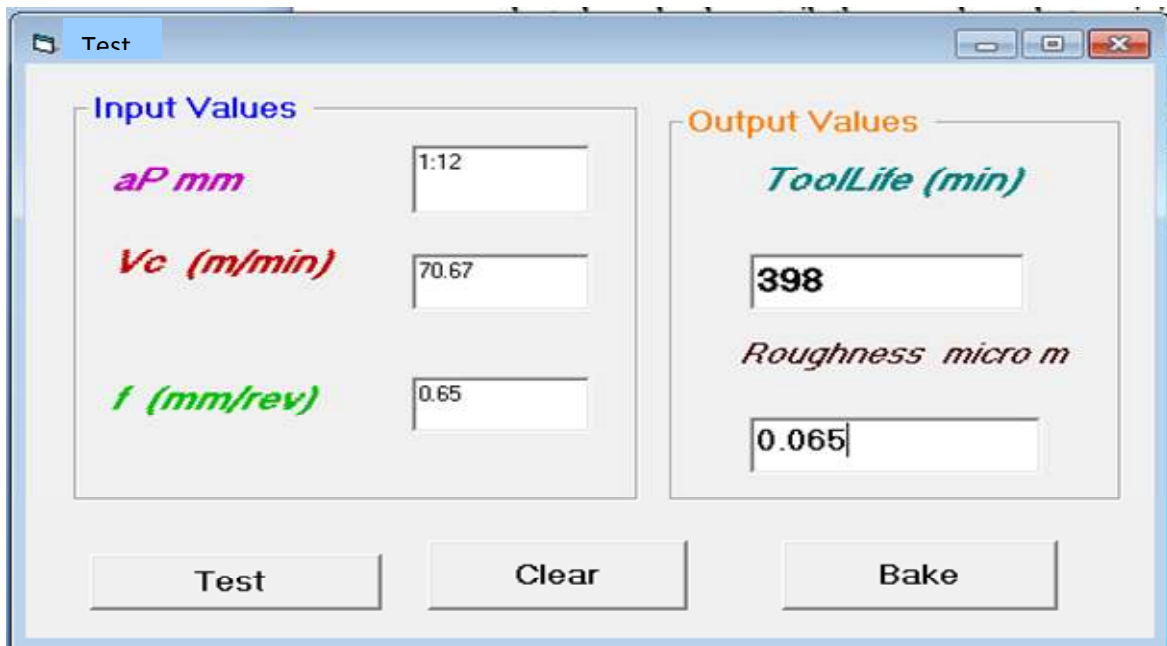 Test
Input Values
aP mm
1:12
Vc (m/min)
70.67
f (mm/rev)
0.65
Output Values
ToolLife (min)
398
Roughness micro m
0.065
Test
Clear
Bake